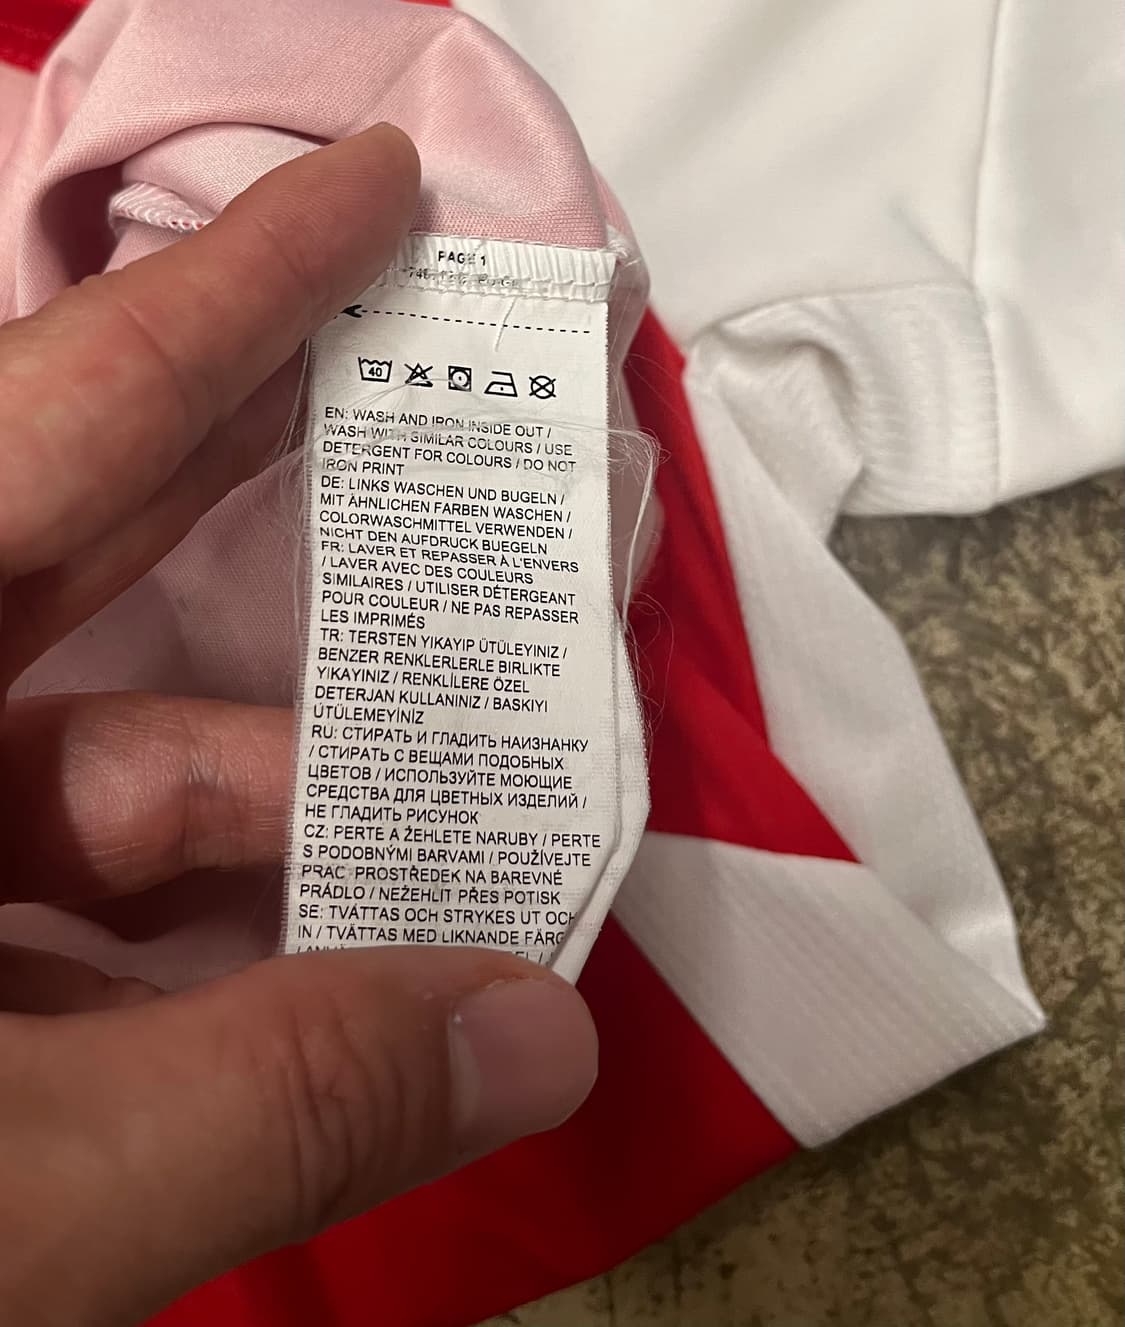 PAGE 1
40
EN: WASH AND IRON INSIDE OUT /
WASH WITH SIMILAR COLOURS / USE
DETERGENT FOR COLOURS / DO NOT
IRON PRINT
DE: LINKS WASCHEN UND BUGELN /
MIT ÄHNLICHEN FARBEN WASCHEN /
COLORWASCHMITTEL VERWENDEN /
NICHT DEN AUFDRUCK BUEGELN
FR: LAVER ET REPASSER À L'ENVERS
/ LAVER AVEC DES COULEURS
SIMILAIRES / UTILISER DÉTERGEANT
POUR COULEUR / NE PAS REPASSER
LES IMPRIMÉS
TR: TERSTEN YIKAYIP ÜTÜLEYINIZ /
BENZER RENKLERLERLE BIRLIKTE
YIKAYINIZ / RENKLİLERE ÖZEL
DETERJAN KULLANINIZ / BASKIYI
ÜTÜLEMEYİNİZ
RU: СТИРАТЬ И ГЛАДИТЬ НАИЗНАНКУ
/ СТИРАТЬ С ВЕЩАМИ ПОДОБНЫХ
ЦВЕТОВ / ИСПОЛЬЗУЙТЕ МОЮЩИЕ
СРЕДСТВА ДЛЯ ЦВЕТНЫХ ИЗДЕЛИЙ /
НЕ ГЛАДИТЬ РИСУНОК
CZ: PERTE A ŽEHLETE NARUBY / PERTE
S PODOBNÝMI BARVAMI / POUŽÍVEJTE
PRAC PROSTŘEDEK NA BAREVNÉ
PRÁDLO / NEŽEHLIT PŘES POTISK
SE: TVÄTTAS OCH STRYKES UT OCH
IN / TVÄTTAS MED LIKNANDE FÄRG